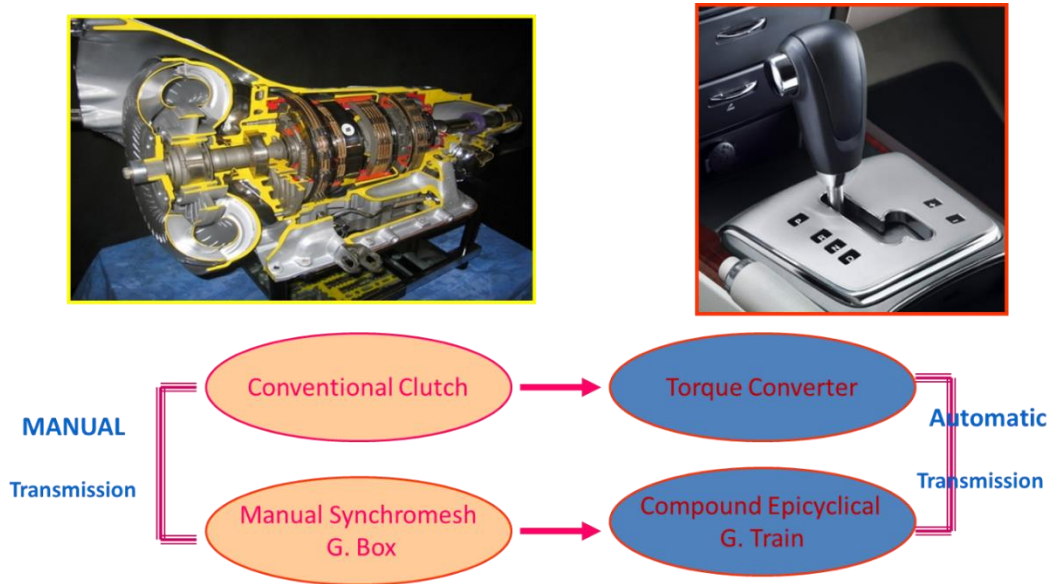 P
R
N
D
+
-
Conventional Clutch
Torque Converter
MANUAL
Transmission
Automatic
Transmission
Manual Synchromesh
G. Box
Compound Epicyclical
G. Train